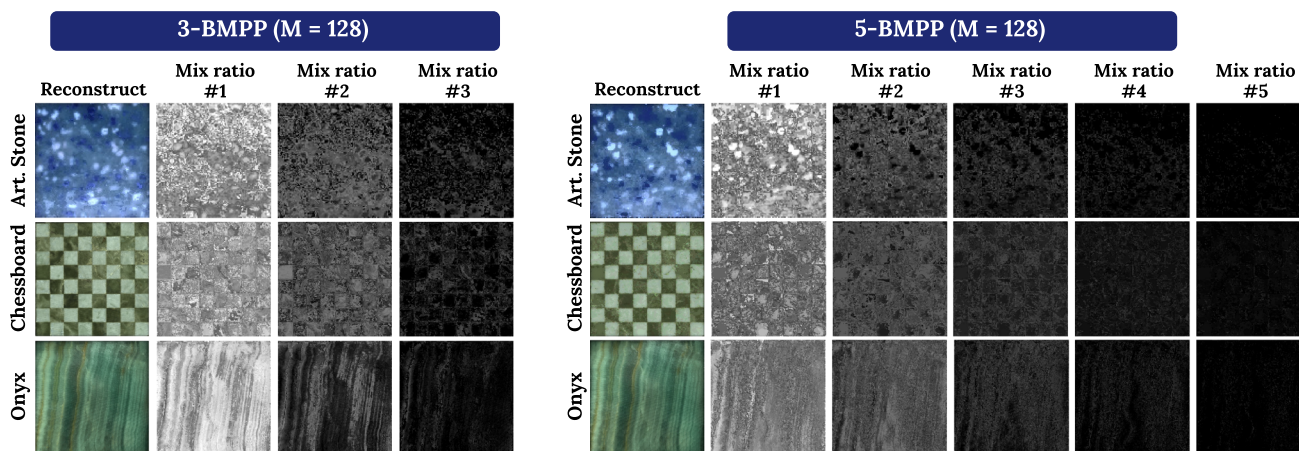 3-BMPP (M = 128)
Reconstruct
Mix ratio
#1
Mix ratio
#2
Mix ratio
#3
Art. Stone
Chessboard
Onyx
5-BMPP (M = 128)
Reconstruct
Mix ratio
#1
Mix ratio
#2
Mix ratio
#3
Mix ratio
#4
Mix ratio
#5
Art. Stone
Chessboard
Onyx